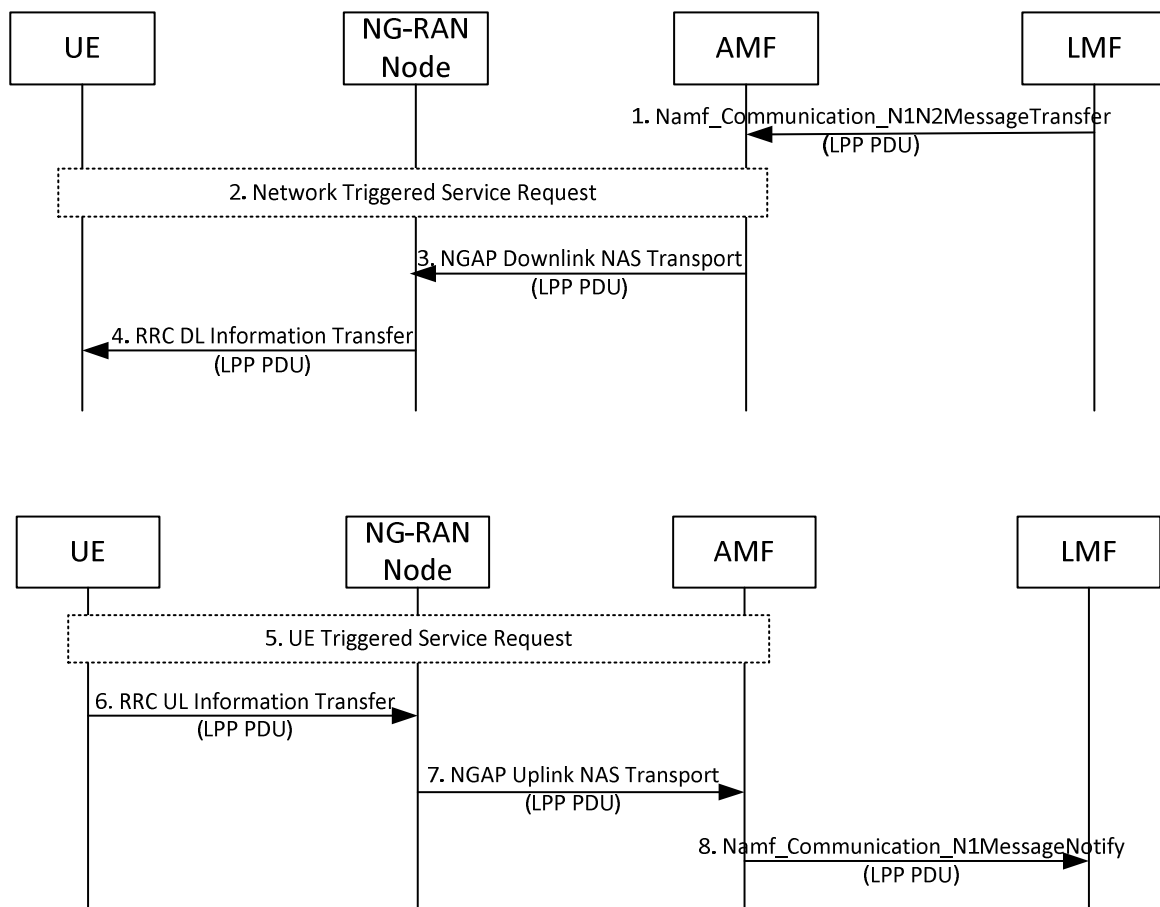 UE
NG-RAN
Node
AMF
LMF
1. Namf_Communication_N1N2MessageTransfer
(LPP PDU)
2. Network Triggered Service Request
3. NGAP Downlink NAS Transport
(LPP PDU)
4. RRC DL Information Transfer
(LPP PDU)
UE
NG-RAN
Node
AMF
LMF
5. UE Triggered Service Request
6. RRC UL Information Transfer
(LPP PDU)
7. NGAP Uplink NAS Transport
(LPP PDU)
8. Namf_Communication_N1MessageNotify
(LPP PDU)